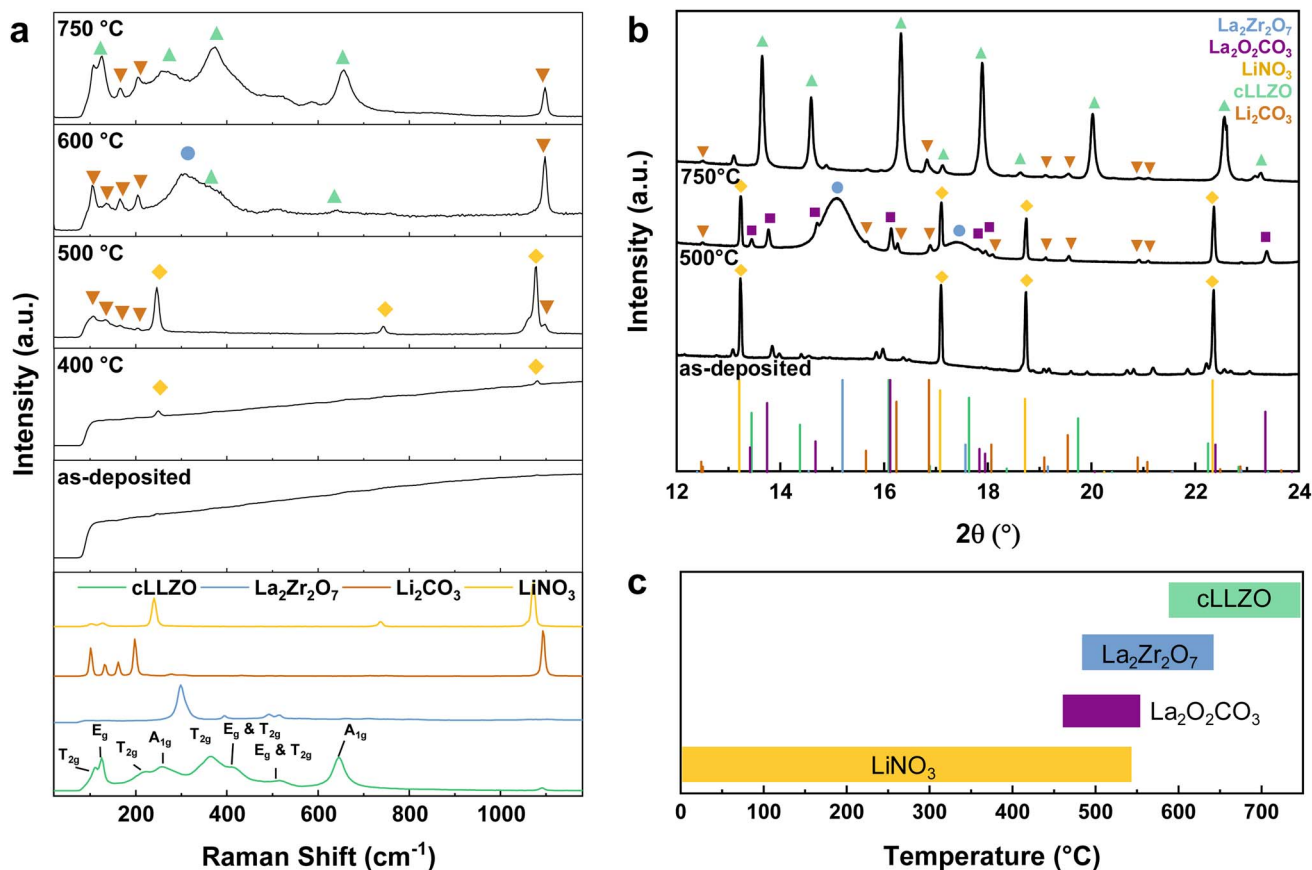 a
750 °C
600 °C
500 °C
400 °C
as-deposited
Intensity (a.u.)
cLLZO
La₂Zr₂O₇
Li₂CO₃
LiNO₃
T₂g
Eg
T₂g
A₁g
T₂g
Eg & T₂g
Eg & T₂g
A₁g
200
400
600
800
1000
Raman Shift (cm⁻¹)
b
La₂Zr₂O₇
La₂O₂CO₃
LiNO₃
cLLZO
Li₂CO₃
750°C
500°C
as-deposited
Intensity (a.u.)
12
14
16
18
20
22
24
2θ (°)
c
cLLZO
La₂Zr₂O₇
La₂O₂CO₃
LiNO₃
0
100
200
300
400
500
600
700
Temperature (°C)